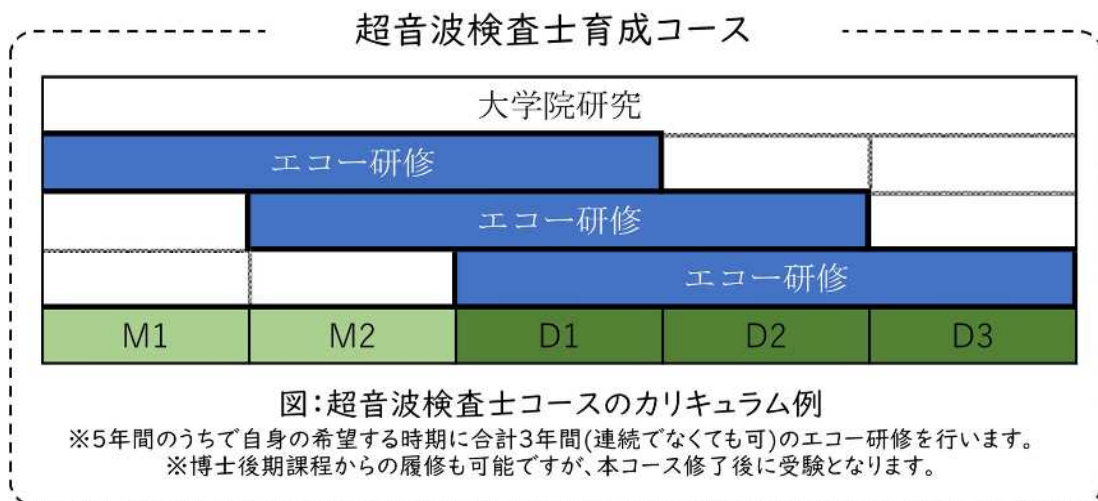 超音波検査士育成コース
大学院研究
エコー研修
エコー研修
エコー研修
M1 M2 D1 D2 D3
図:超音波検査士コースのカリキュラム例
※5年間のうちで自身の希望する時期に合計3年間(連続でなくても可)のエコー研修を行います。
※博士後期課程からの履修も可能ですが、本コース修了後に受験となります。